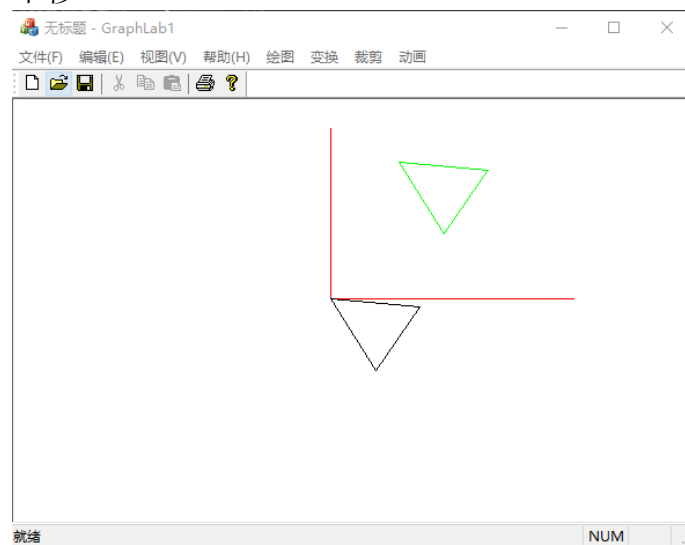 无标题 - GraphLab1
文件(F) 编辑(E) 视图(V) 帮助(H) 绘图 变换 裁剪 动画
就绪 NUM